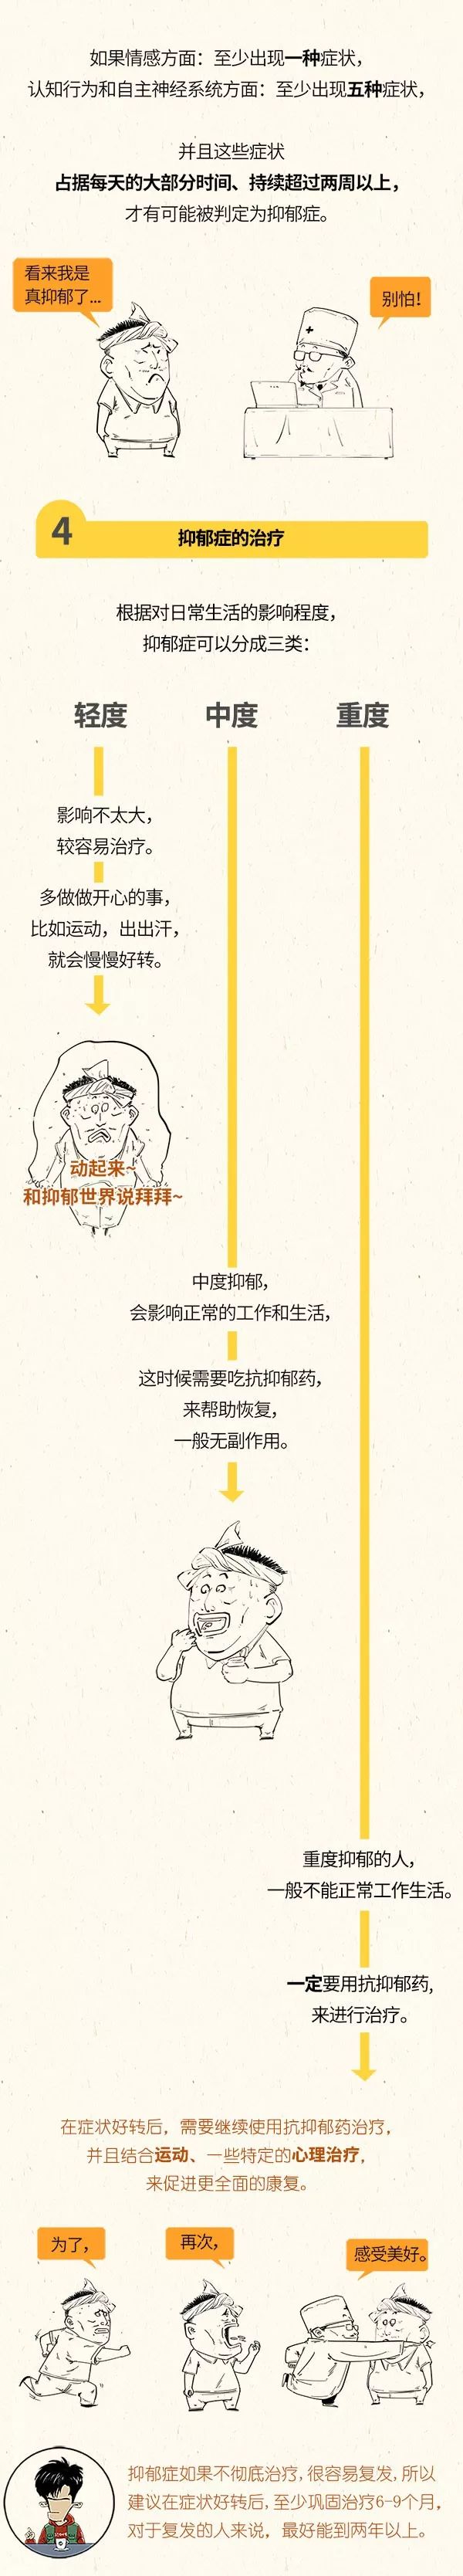 如果情感方面：至少出现一种症状，
认知行为和自主神经系统方面：至少出现五种症状，
并且这些症状
占据每天的大部分时间、持续超过两周以上，
才有可能被判定为抑郁症。
看来我是
真抑郁了...
别怕！
4
抑郁症的治疗
根据对日常生活的影响程度，
抑郁症可以分成三类：
轻度
中度
重度
影响不太大，
较容易治疗。
多做做开心的事，
比如运动，出出汗，
就会慢慢好转。
动起来~
和抑郁世界说拜拜~
中度抑郁，
会影响正常的工作和生活，
这时候需要吃抗抑郁药，
来帮助恢复，
一般无副作用。
重度抑郁的人，
一般不能正常工作生活。
一定要用抗抑郁药，
来进行治疗。
在症状好转后，需要继续使用抗抑郁药治疗，
并且结合运动、一些特定的心理治疗，
来促进更全面的康复。
为了，
再次，
感受美好。
抑郁症如果不彻底治疗，很容易复发，所以
建议在症状好转后，至少巩固治疗6-9个月，
对于复发的人来说，最好能到两年以上。